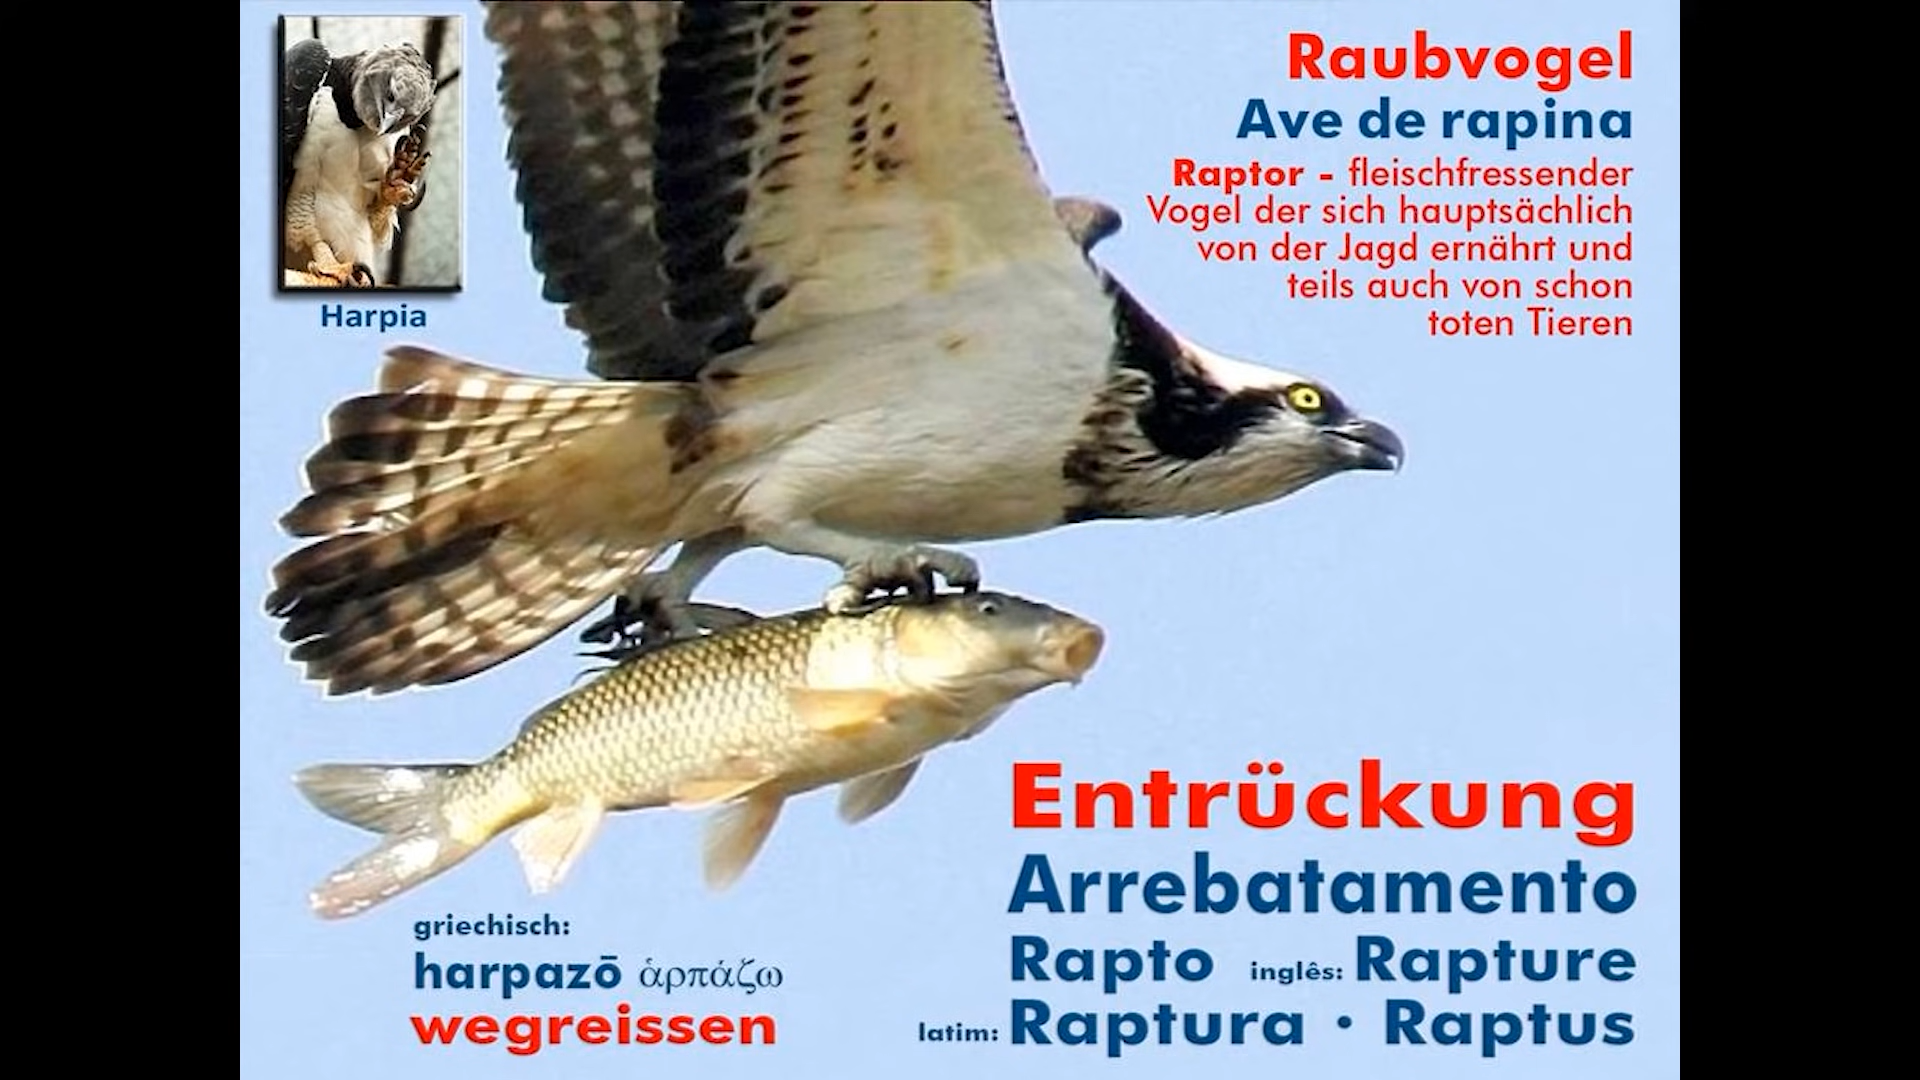 Raubvogel
Ave de rapina
Raptor - fleischfressender
Vogel der sich hauptsächlich
von der Jagd ernährt und
teils auch von schon
toten Tieren
Harpia
Entrückung
Arrebatamento
Rapto inglês: Rapture
latim: Raptura • Raptus
griechisch:
harpazō ἁρπάζω
wegreissen